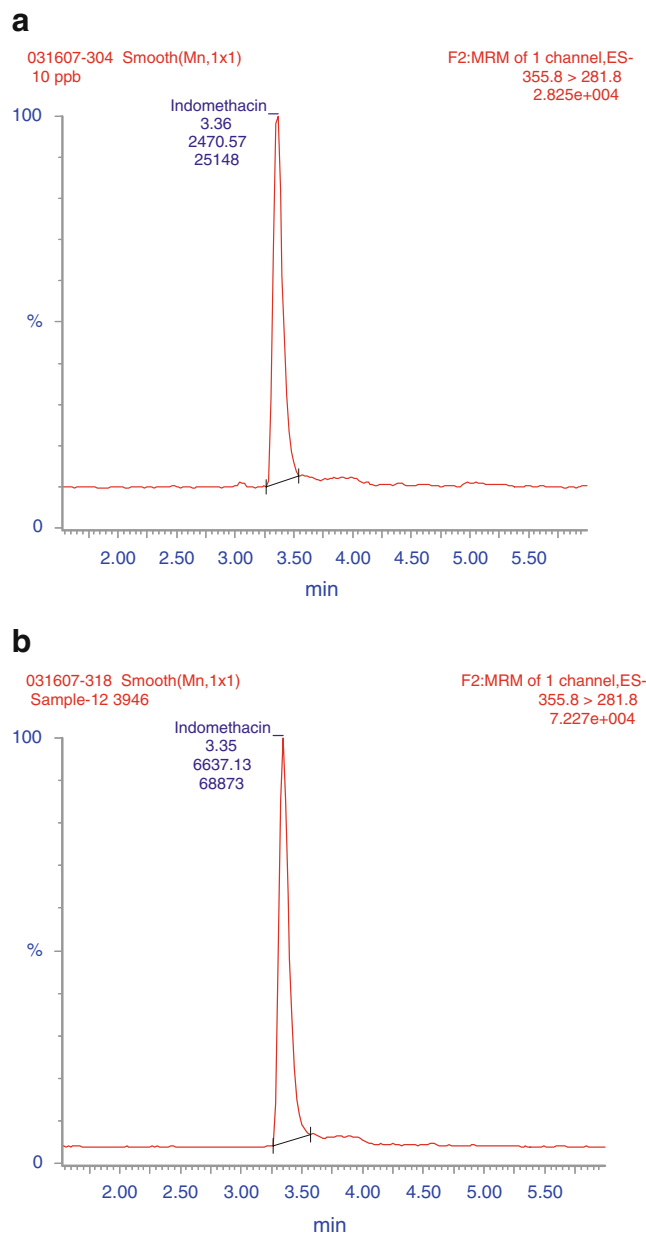 a
031607-304 Smooth(Mn,1x1)
10 ppb
F2:MRM of 1 channel,ES-
355.8 > 281.8
2.825e+004
Indomethacin
3.36
2470.57
25148
100
%
0
2.00 2.50 3.00 3.50 4.00 4.50 5.00 5.50
min
b
031607-318 Smooth(Mn,1x1)
Sample-12 3946
F2:MRM of 1 channel,ES-
355.8 > 281.8
7.227e+004
Indomethacin
3.35
6637.13
68873
100
%
0
2.00 2.50 3.00 3.50 4.00 4.50 5.00 5.50
min